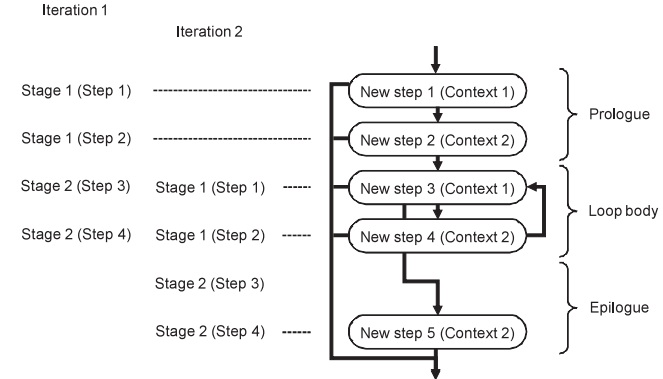 Iteration 1
Iteration 2
Stage 1 (Step 1)
New step 1 (Context 1)
Prologue
Stage 1 (Step 2)
New step 2 (Context 2)
Stage 2 (Step 3)
Stage 1 (Step 1)
New step 3 (Context 1)
Loop body
Stage 2 (Step 4)
Stage 1 (Step 2)
New step 4 (Context 2)
Stage 2 (Step 3)
Epilogue
Stage 2 (Step 4)
New step 5 (Context 2)